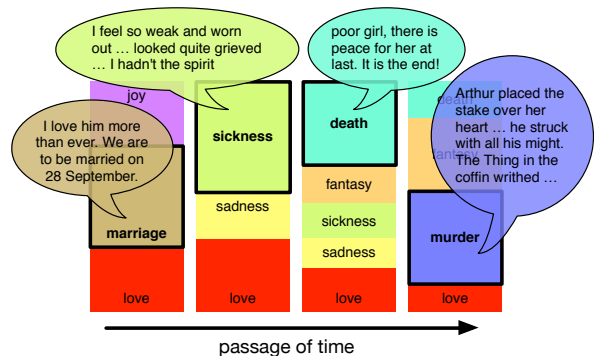 I feel so weak and worn
out … looked quite grieved
… I hadn't the spirit
poor girl, there is
peace for her at
last. It is the end!
Arthur placed the
stake over her
heart … he struck
with all his might.
The Thing in the
coffin writhed …
I love him more
than ever. We are
to be married on
28 September.
joy
marriage
love
sickness
sadness
love
death
fantasy
sickness
sadness
love
death
fantasy
murder
love
passage of time